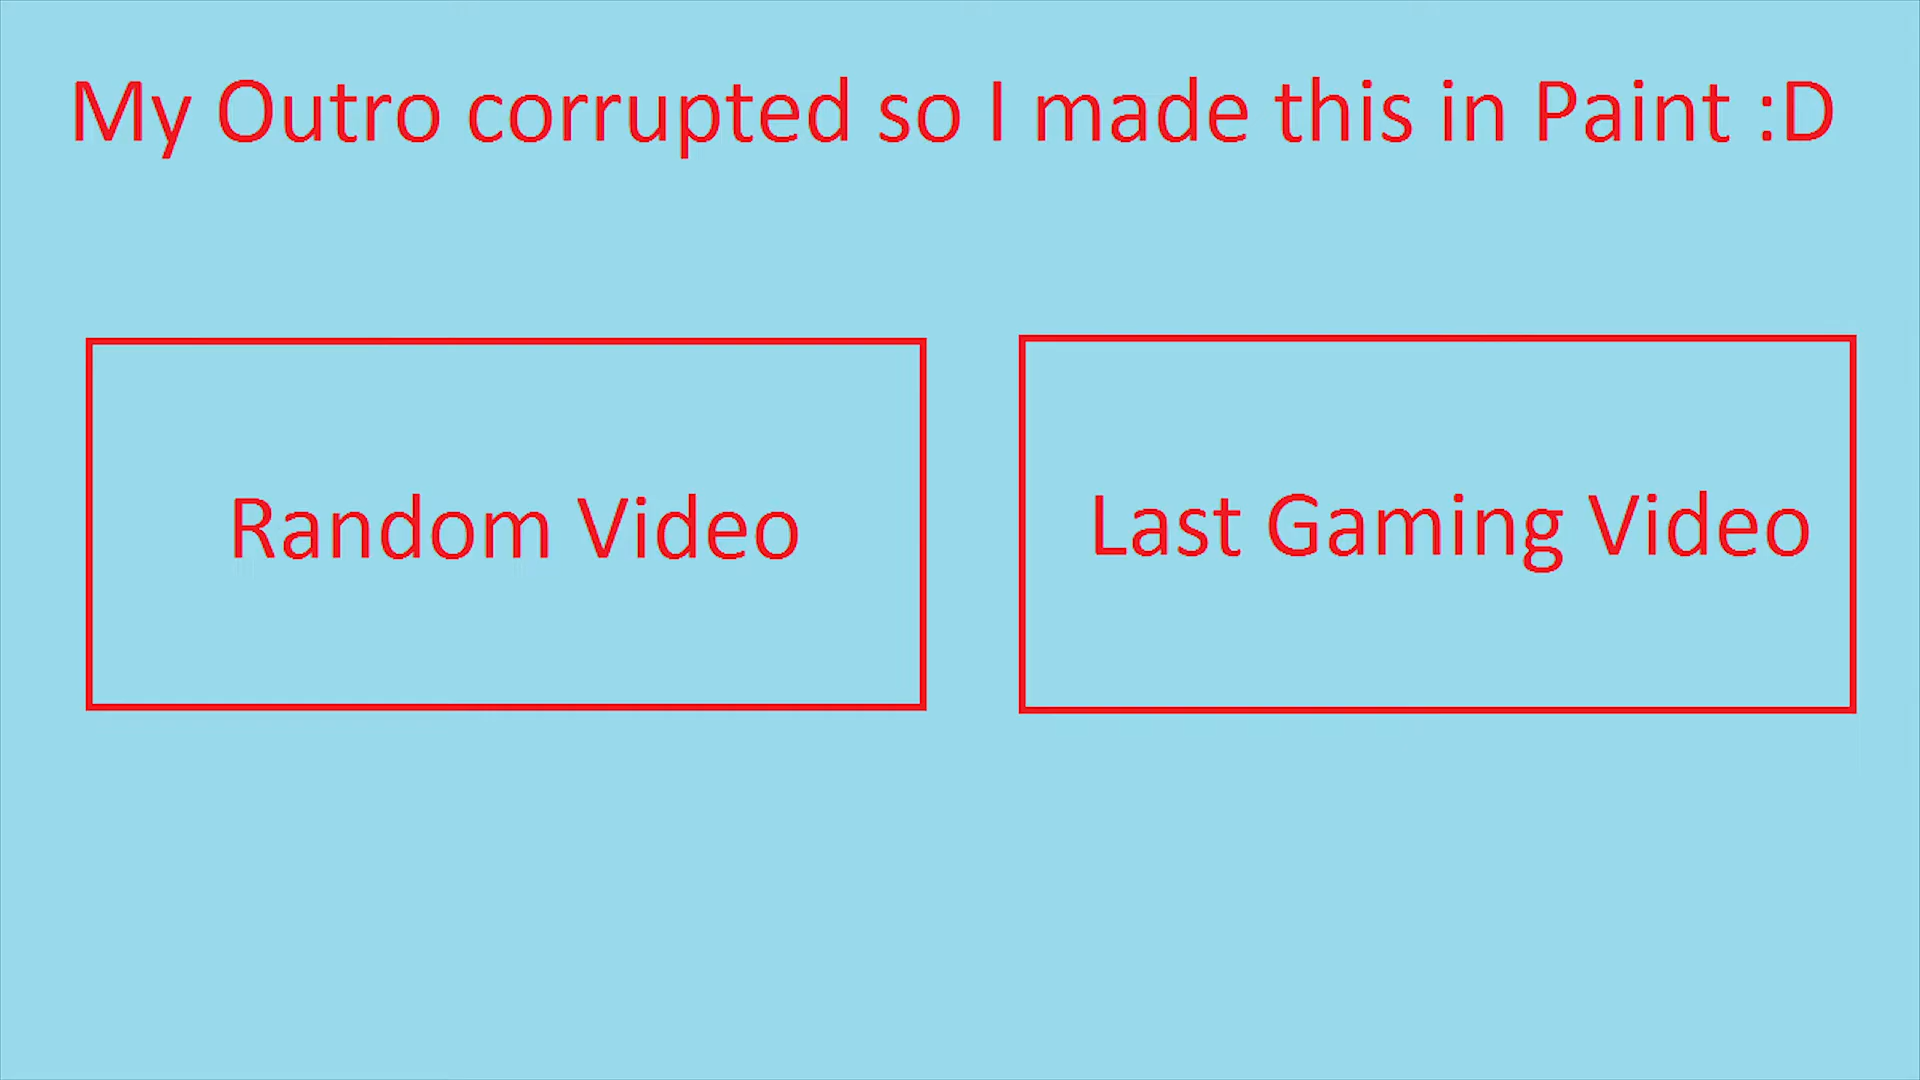 My Outro corrupted so I made this in Paint :D
Random Video
Last Gaming Video